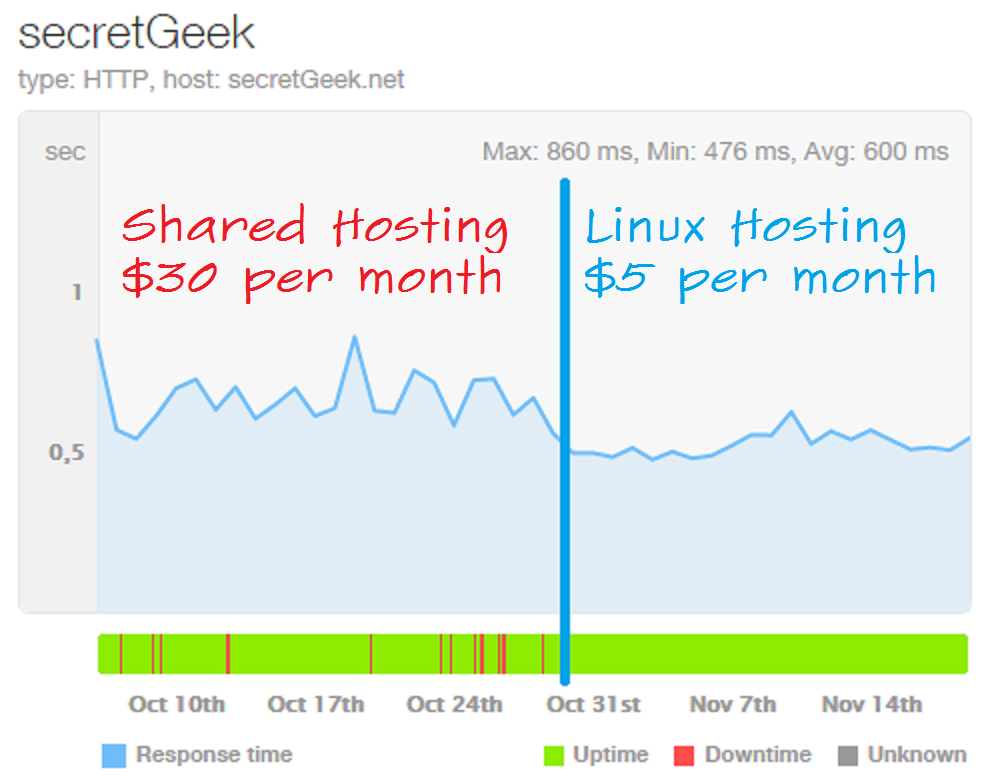 secretGeek
type: HTTP, host: secretGeek.net
sec
Max: 860 ms, Min: 476 ms, Avg: 600 ms
Shared Hosting
$30 per month
Linux Hosting
$5 per month
1
0,5
Oct 10th Oct 17th Oct 24th Oct 31st Nov 7th Nov 14th
Response time Uptime Downtime Unknown